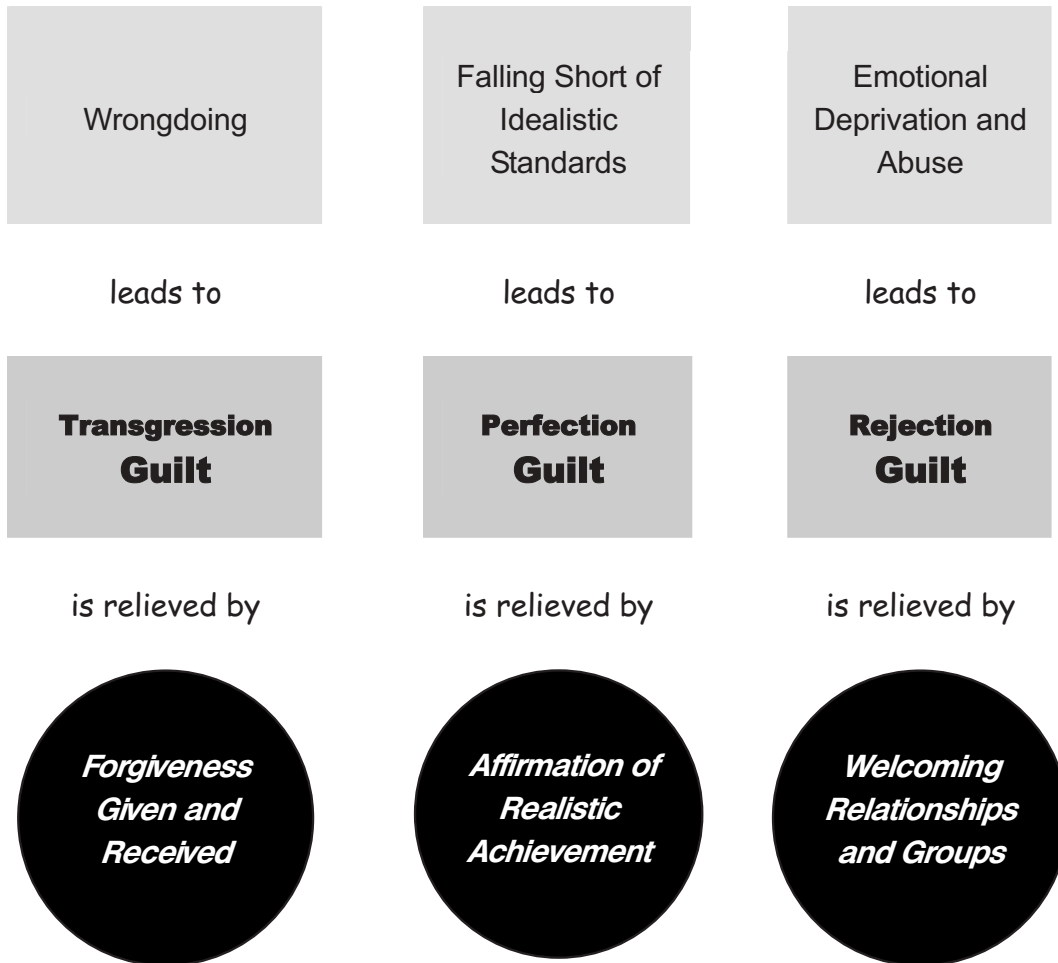 Wrongdoing
Falling Short of
Idealistic
Standards
Emotional
Deprivation and
Abuse
leads to
leads to
leads to
Transgression
Guilt
Perfection
Guilt
Rejection
Guilt
is relieved by
is relieved by
is relieved by
Forgiveness
Given and
Received
Affirmation of
Realistic
Achievement
Welcoming
Relationships
and Groups